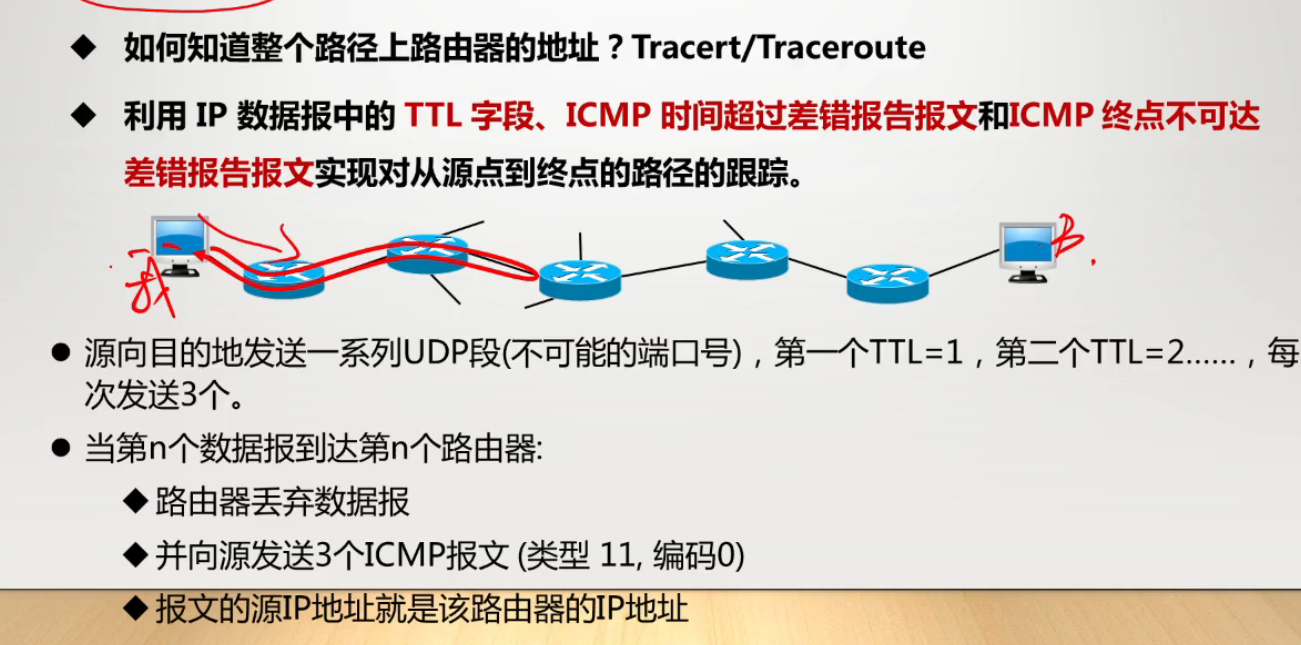 ◆ 如何知道整个路径上路由器的地址？Tracert/Traceroute
◆ 利用 IP 数据报中的 TTL 字段、ICMP 时间超过差错报告报文和ICMP 终点不可达
差错报告报文实现对从源点到终点的路径的跟踪。
我
B
● 源向目的地发送一系列UDP段(不可能的端口号)，第一个TTL=1，第二个TTL=2......，每
次发送3个。
● 当第n个数据报到达第n个路由器:
◆ 路由器丢弃数据报
◆ 并向源发送3个ICMP报文 (类型 11, 编码0)
◆ 报文的源IP地址就是该路由器的IP地址